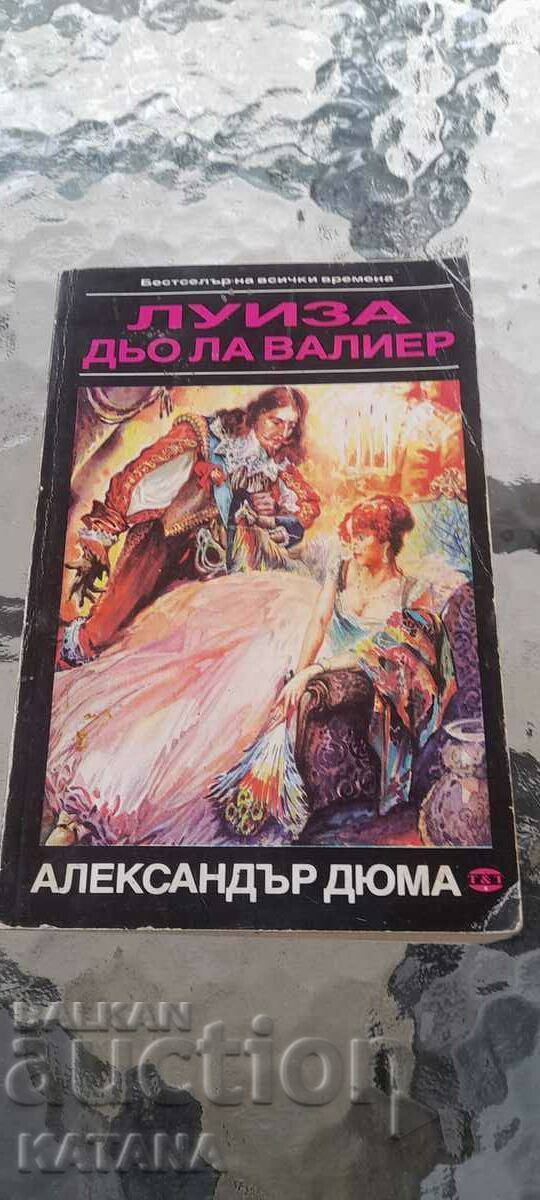 Бестселър на всички времена
ЛУИЗА
ДЬО ЛА ВАЛИЕР
АЛЕКСАНДЪР ДЮМА
T&T
BALKAN
auction
KATANA